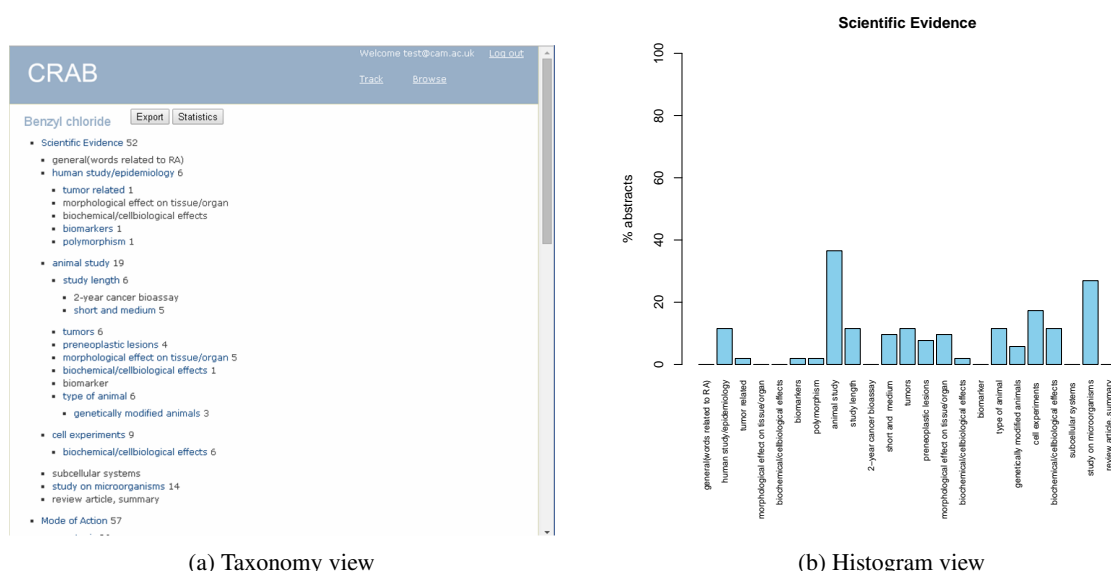 CRAB
Welcome test@cam.ac.uk Log out
Track Browse
Benzyl chloride Export Statistics
Scientific Evidence 52
general(words related to RA)
human study/epidemiology 6
tumor related 1
morphological effect on tissue/organ
biochemical/cellbiological effects
biomarkers 1
polymorphism 1
animal study 19
study length 6
2-year cancer bioassay
short and medium 5
tumors 6
preneoplastic lesions 4
morphological effect on tissue/organ 5
biochemical/cellbiological effects 1
biomarker
type of animal 6
genetically modified animals 3
cell experiments 9
biochemical/cellbiological effects 6
subcellular systems
study on microorganisms 14
review article, summary
Mode of Action 57
(a) Taxonomy view
Scientific Evidence
% abstracts
100
80
60
40
20
0
general(words related to RA)
human study/epidemiology
tumor related
morphological effect on tissue/organ
biochemical/cellbiological effects
biomarkers
polymorphism
animal study
study length
2−year cancer bioassay
short and medium
tumors
preneoplastic lesions
morphological effect on tissue/organ
biochemical/cellbiological effects
biomarker
type of animal
genetically modified animals
cell experiments
biochemical/cellbiological effects
subcellular systems
study on microorganisms
review article, summary
(b) Histogram view